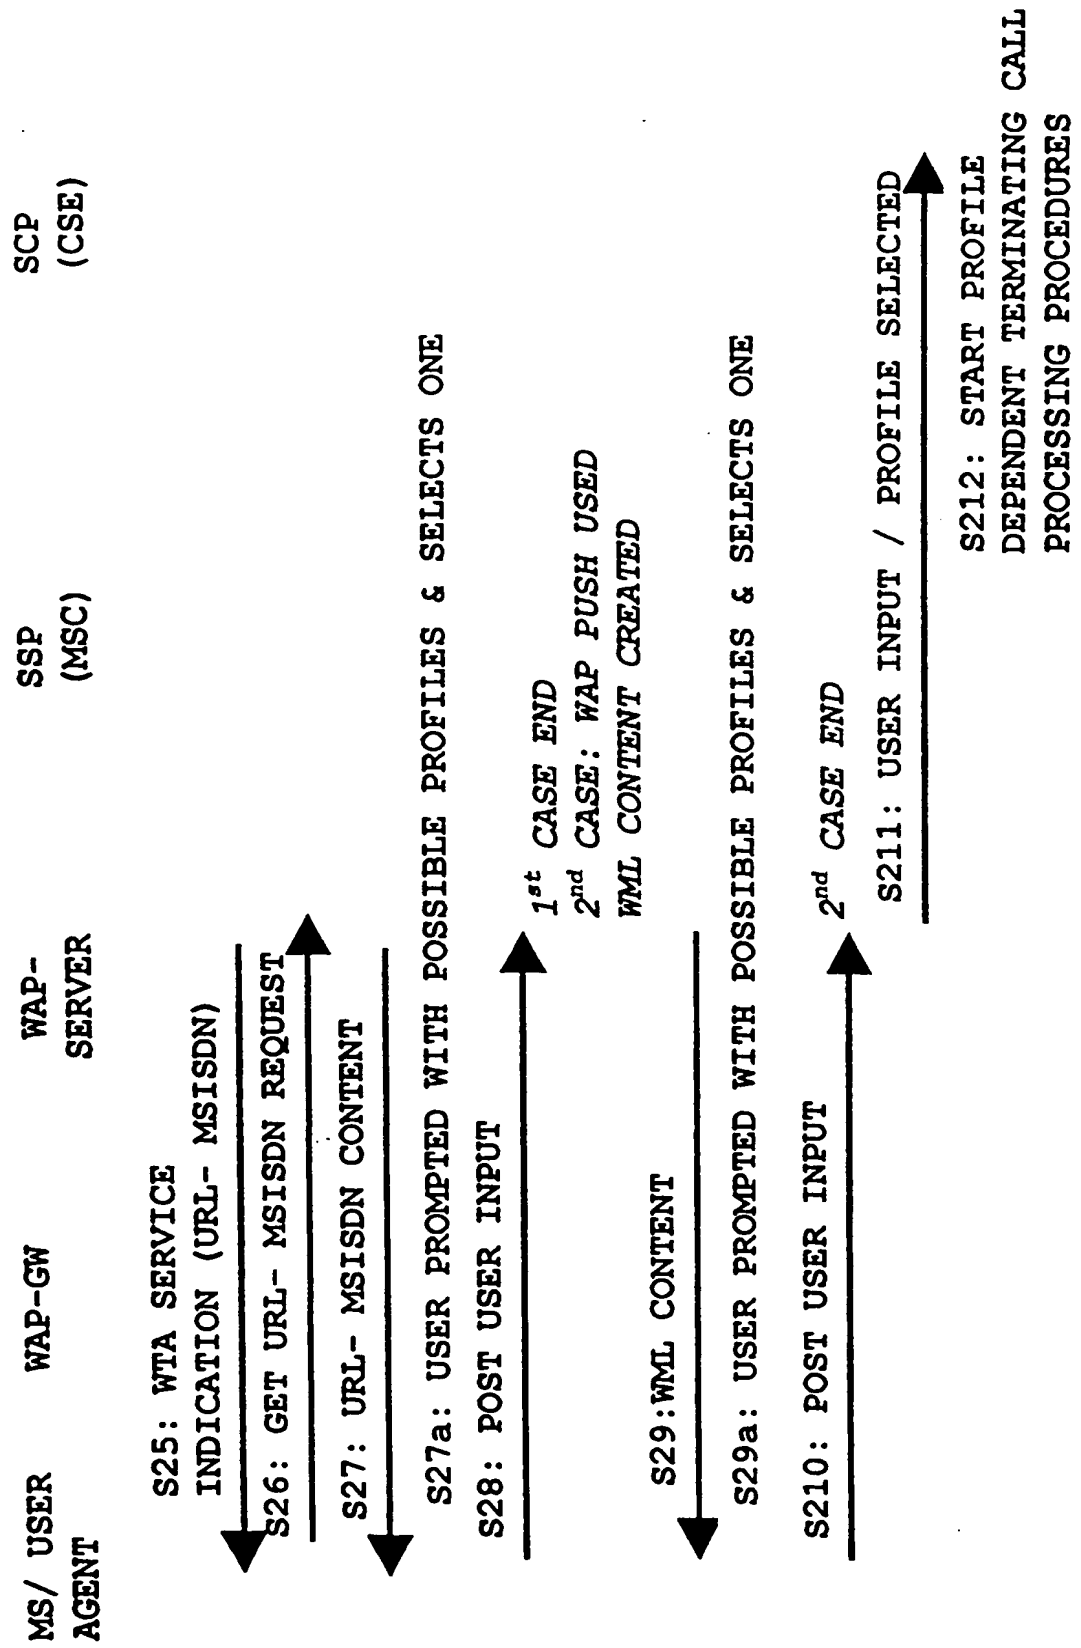 MS/ USER
AGENT
WAP-GW
WAP-
SERVER
SSP
(MSC)
SCP
(CSE)
S25: WTA SERVICE
INDICATION (URL- MSISDN)
S26: GET URL- MSISDN REQUEST
S27: URL- MSISDN CONTENT
S27a: USER PROMPTED WITH POSSIBLE PROFILES & SELECTS ONE
S28: POST USER INPUT
1st CASE END
2nd CASE: WAP PUSH USED
WML CONTENT CREATED
S29:WML CONTENT
S29a: USER PROMPTED WITH POSSIBLE PROFILES & SELECTS ONE
S210: POST USER INPUT
2nd CASE END
S211: USER INPUT / PROFILE SELECTED
S212: START PROFILE
DEPENDENT TERMINATING CALL
PROCESSING PROCEDURES